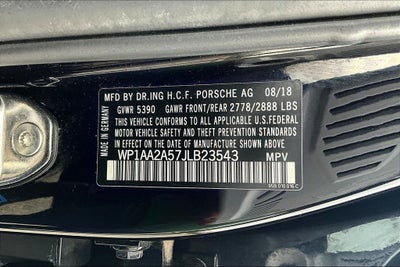 MFD BY DR.ING H.C.F. PORSCHE AG 08/18
GVWR 5390 GAWR FRONT/REAR 2778/2888 LBS
THIS VEHICLE CONFORMS TO ALL APPLICABLE U.S.FEDERAL
MOTOR VEHICLE SAFETY, BUMPER, AND THEFT
PREVENTION STANDARDS IN EFFECT ON THE DATE
OF MANUFACTURE SHOWN ABOVE.
WP1AA2A57JLB23543 MPV
MADE IN GERMANY